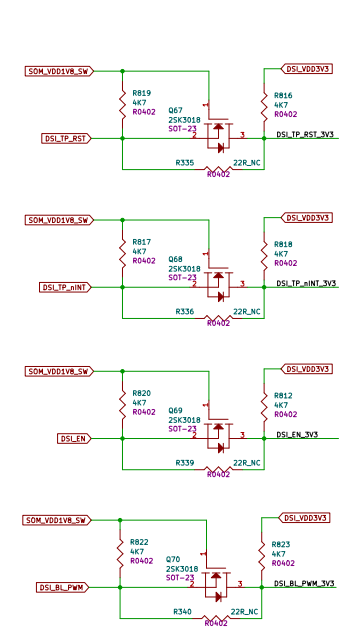 SOM_VDD1V8_SW
DSI_VDD3V3
R819
4K7
R0402
Q67
2SK3018
SOT-23
1
R816
4K7
R0402
DSI_TP_RST
2
3
DSI_TP_RST_3V3
R335
22R_NC
R0402
SOM_VDD1V8_SW
DSI_VDD3V3
R817
4K7
R0402
Q68
2SK3018
SOT-23
1
R818
4K7
R0402
DSI_TP_nINT
2
3
DSI_TP_nINT_3V3
R336
22R_NC
R0402
SOM_VDD1V8_SW
DSI_VDD3V3
R820
4K7
R0402
Q69
2SK3018
SOT-23
1
R812
4K7
R0402
DSI_EN
2
3
DSI_EN_3V3
R339
22R_NC
R0402
SOM_VDD1V8_SW
DSI_VDD3V3
R822
4K7
R0402
Q70
2SK3018
SOT-23
1
R823
4K7
R0402
DSI_BL_PWM
2
3
DSI_BL_PWM_3V3
R340
22R_NC
R0402